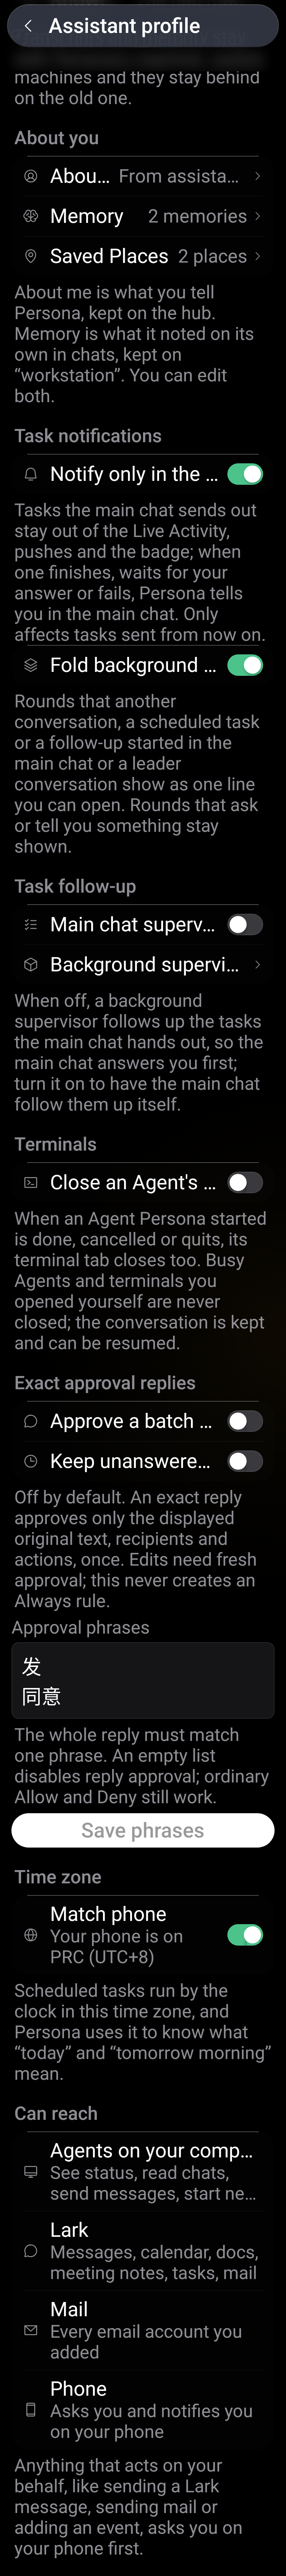 Assistant profile
machines and they stay behind
on the old one.
About you
Abou... From assista...
Memory 2 memories
Saved Places 2 places
About me is what you tell
Persona, kept on the hub.
Memory is what it noted on its
own in chats, kept on
“workstation”. You can edit
both.
Task notifications
Notify only in the ...
Tasks the main chat sends out
stay out of the Live Activity,
pushes and the badge; when
one finishes, waits for your
answer or fails, Persona tells
you in the main chat. Only
affects tasks sent from now on.
Fold background ...
Rounds that another
conversation, a scheduled task
or a follow-up started in the
main chat or a leader
conversation show as one line
you can open. Rounds that ask
or tell you something stay
shown.
Task follow-up
Main chat superv...
Background supervi...
When off, a background
supervisor follows up the tasks
the main chat hands out, so the
main chat answers you first;
turn it on to have the main chat
follow them up itself.
Terminals
Close an Agent's ...
When an Agent Persona started
is done, cancelled or quits, its
terminal tab closes too. Busy
Agents and terminals you
opened yourself are never
closed; the conversation is kept
and can be resumed.
Exact approval replies
Approve a batch ...
Keep unanswere...
Off by default. An exact reply
approves only the displayed
original text, recipients and
actions, once. Edits need fresh
approval; this never creates an
Always rule.
Approval phrases
发
同意
The whole reply must match
one phrase. An empty list
disables reply approval; ordinary
Allow and Deny still work.
Save phrases
Time zone
Match phone
Your phone is on
PRC (UTC+8)
Scheduled tasks run by the
clock in this time zone, and
Persona uses it to know what
“today” and “tomorrow morning”
mean.
Can reach
Agents on your comp...
See status, read chats,
send messages, start ne...
Lark
Messages, calendar, docs,
meeting notes, tasks, mail
Mail
Every email account you
added
Phone
Asks you and notifies you
on your phone
Anything that acts on your
behalf, like sending a Lark
message, sending mail or
adding an event, asks you on
your phone first.